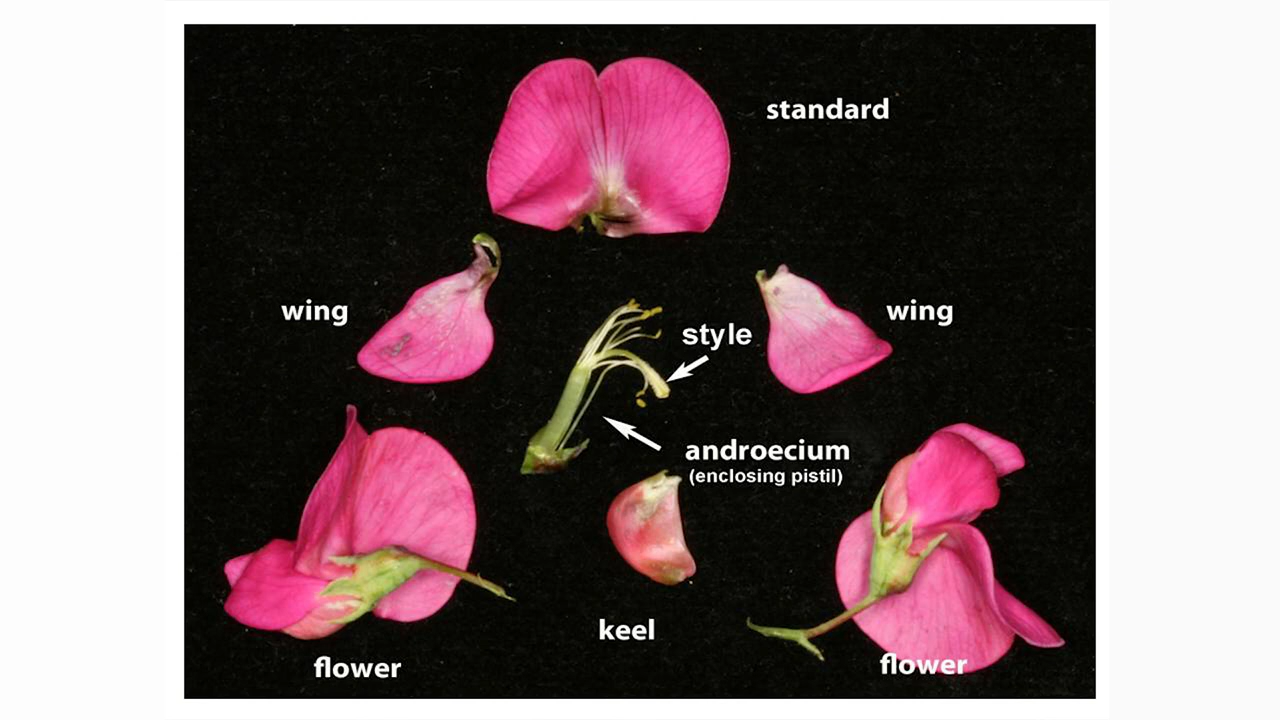 standard
wing
wing
style
androecium
(enclosing pistil)
keel
flower
flower